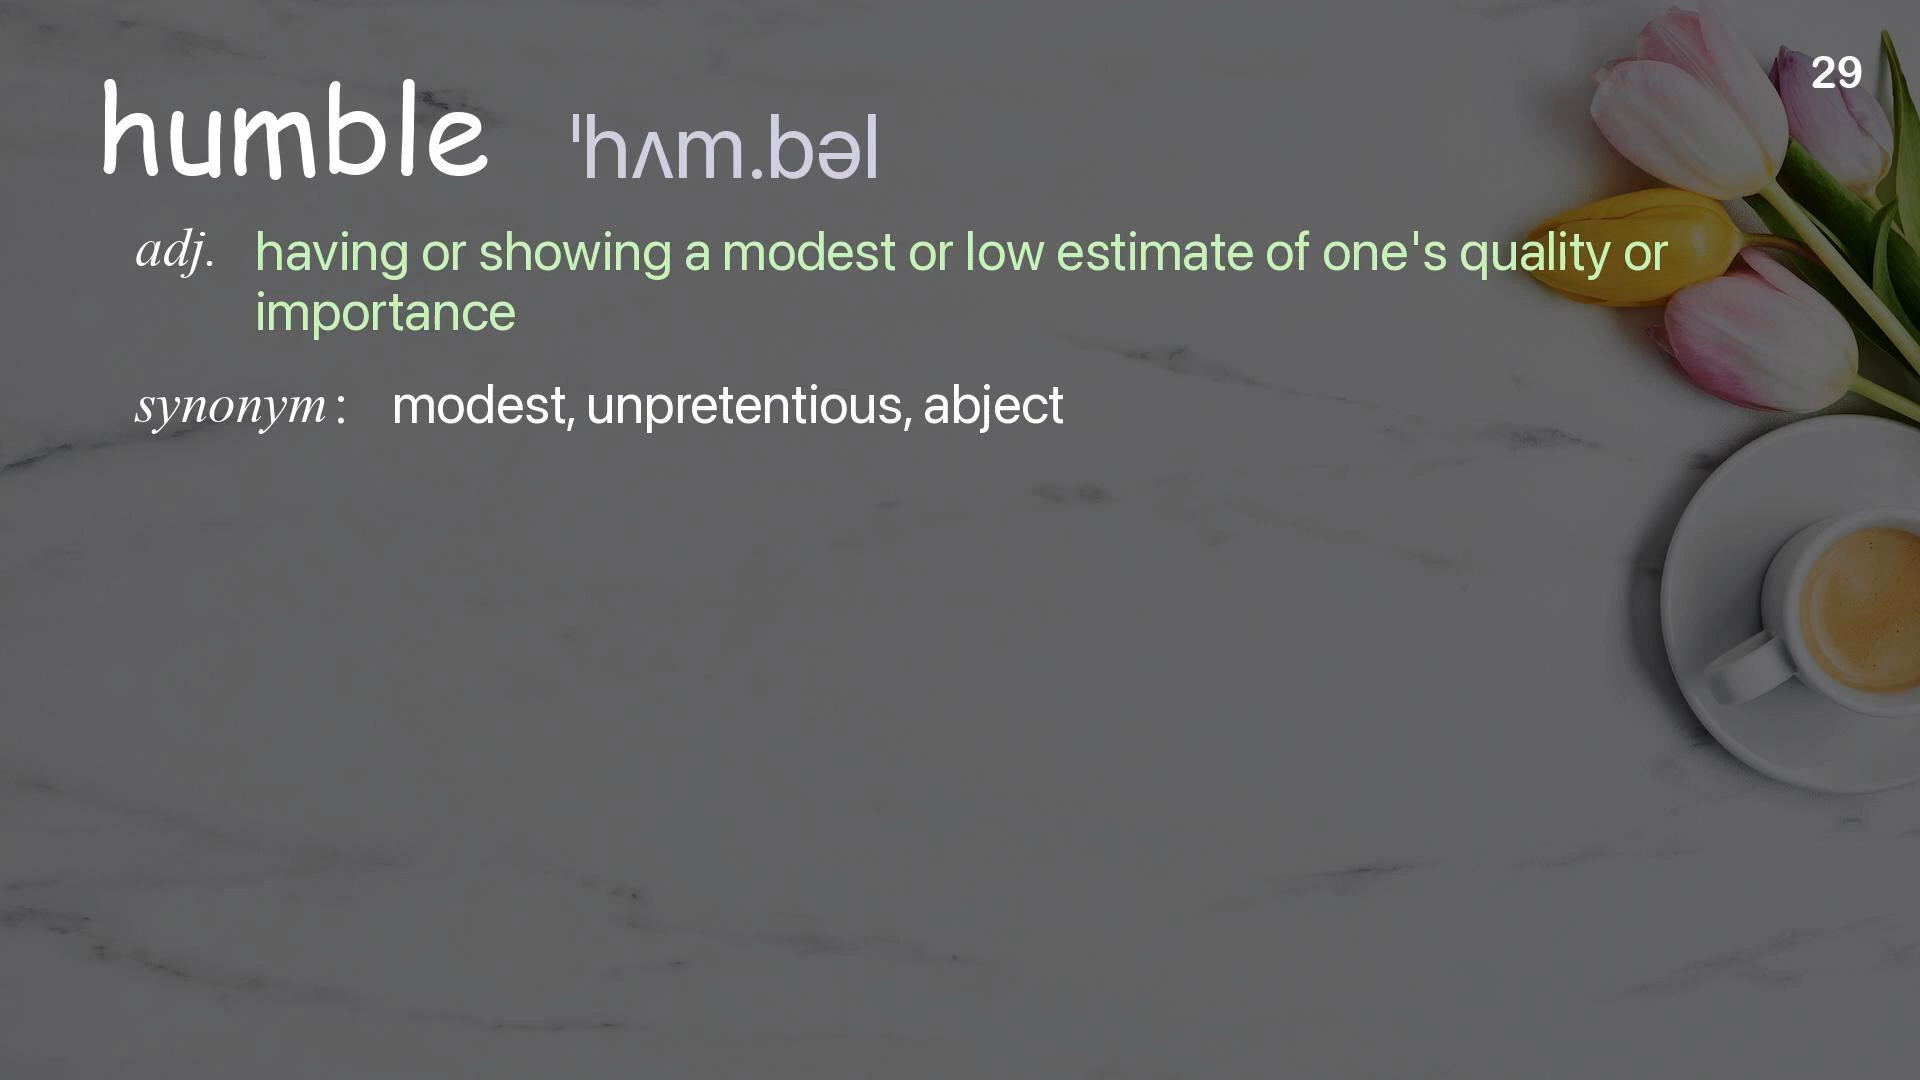 29
humble ˈhʌm.bəl
adj. having or showing a modest or low estimate of one's quality or
importance
synonym: modest, unpretentious, abject